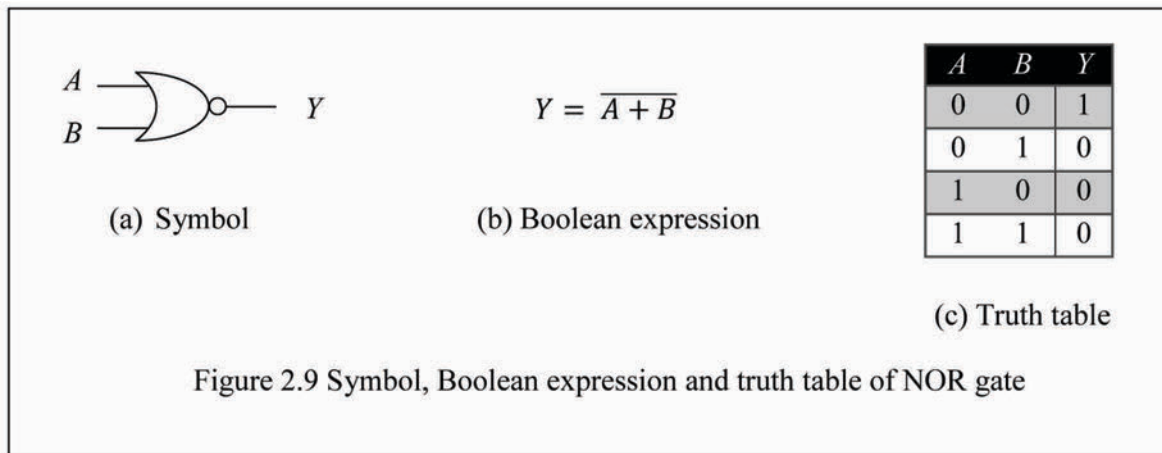 A
B
Y
(a) Symbol
Y = \overline{A + B}
(b) Boolean expression
A B Y
0 0 1
0 1 0
1 0 0
1 1 0
(c) Truth table
Figure 2.9 Symbol, Boolean expression and truth table of NOR gate